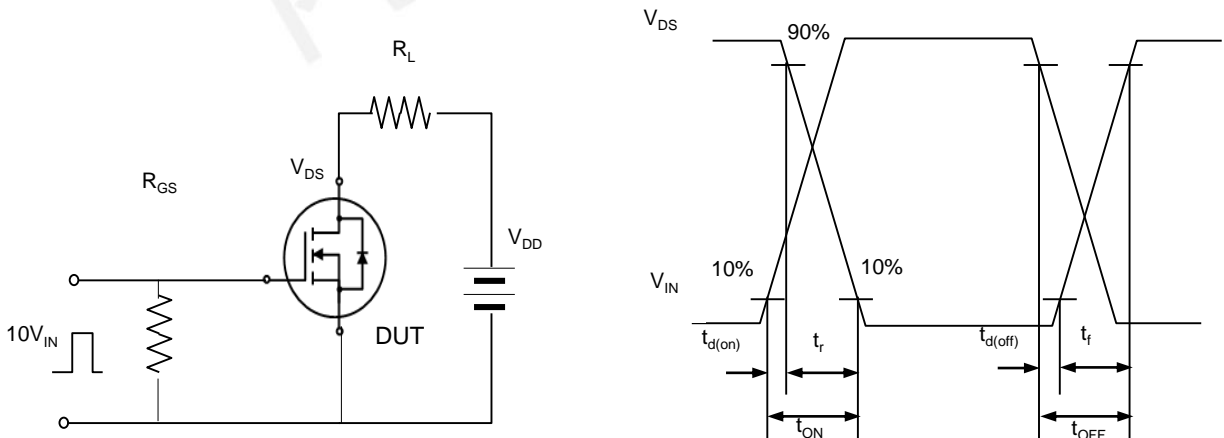 R_L
V_DS
R_GS
V_DD
10V_IN
DUT
V_DS
90%
10%
10%
V_IN
t_d(on)
t_r
t_d(off)
t_f
t_ON
t_OFF